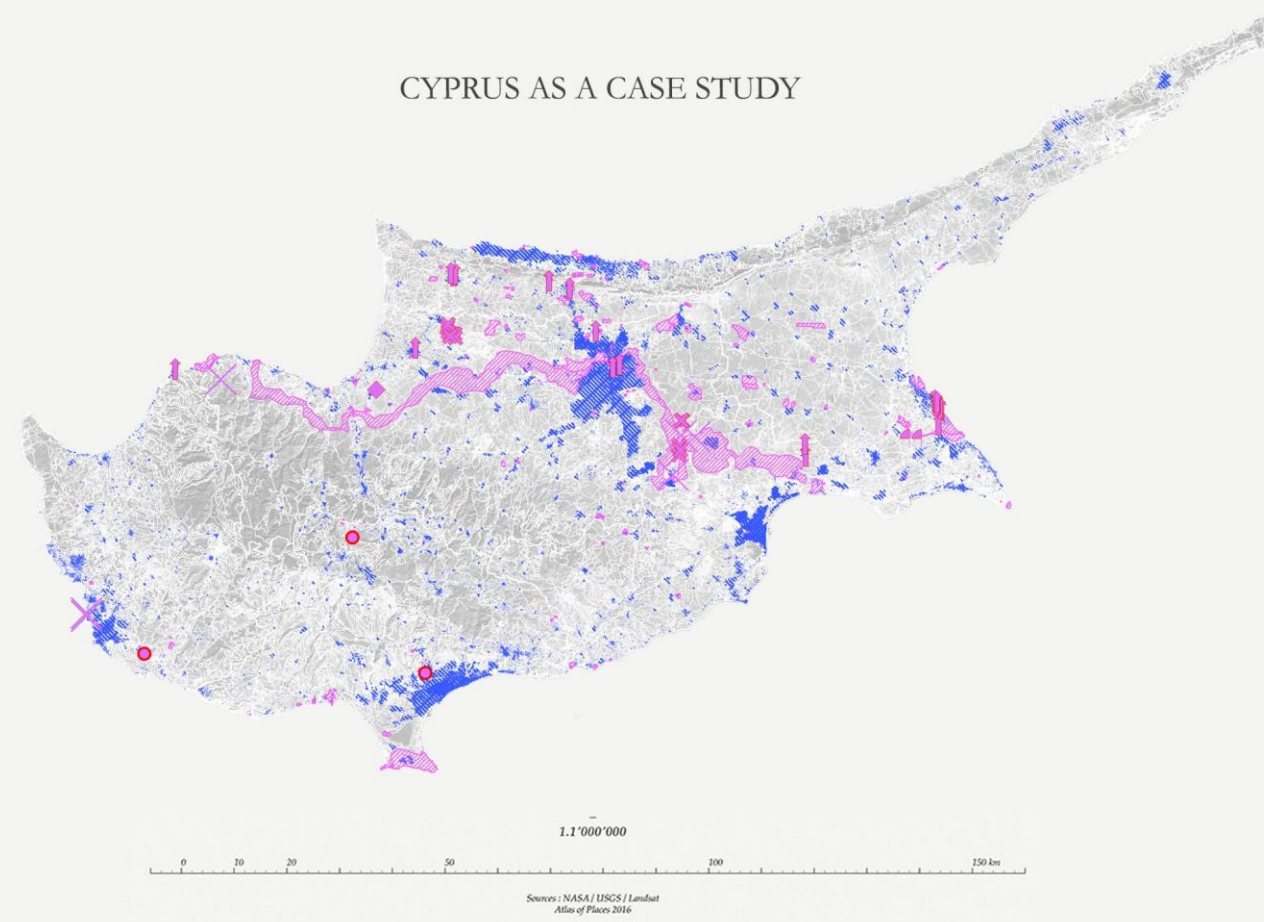 CYPRUS AS A CASE STUDY
1.1'000'000
0 10 20 50 100 150 km
Sources : NASA / USGS / Landsat
Atlas of Places 2016